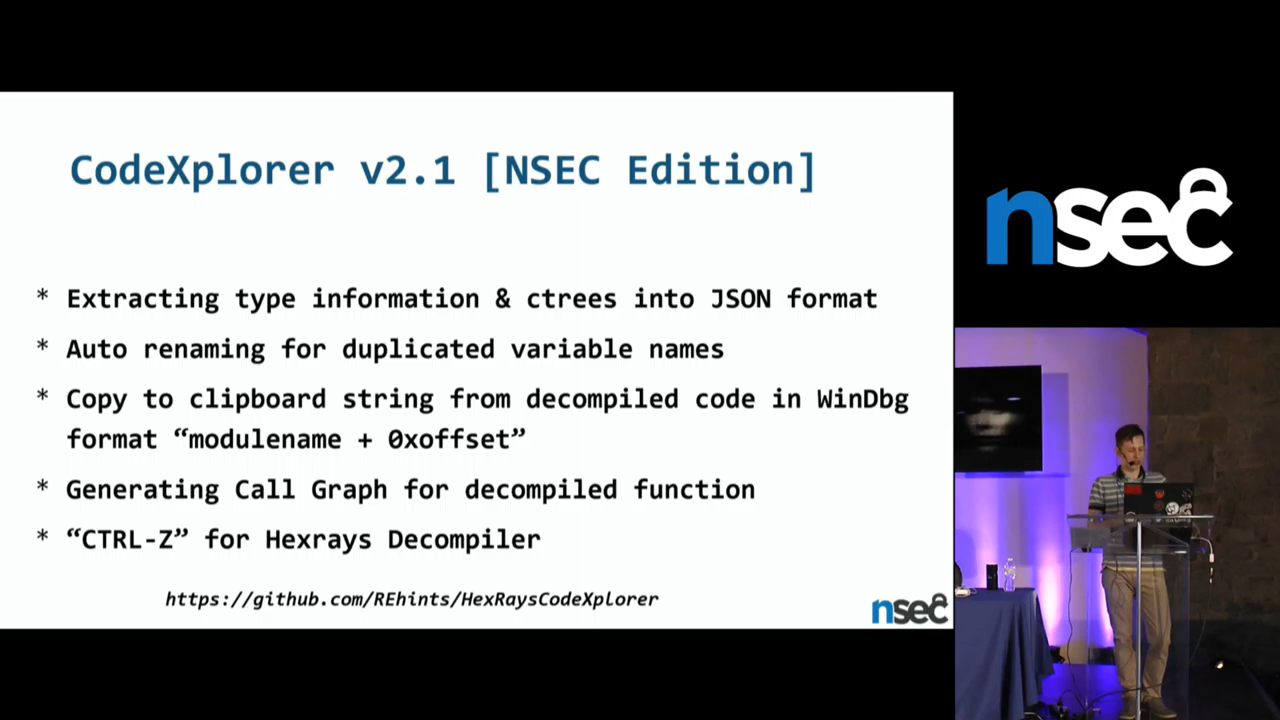 CodeXplorer v2.1 [NSEC Edition]
* Extracting type information & ctrees into JSON format
* Auto renaming for duplicated variable names
* Copy to clipboard string from decompiled code in WinDbg
format “modulename + 0xoffset”
* Generating Call Graph for decompiled function
* “CTRL-Z” for Hexrays Decompiler
https://github.com/REhints/HexRaysCodeXplorer
nsec
nsec